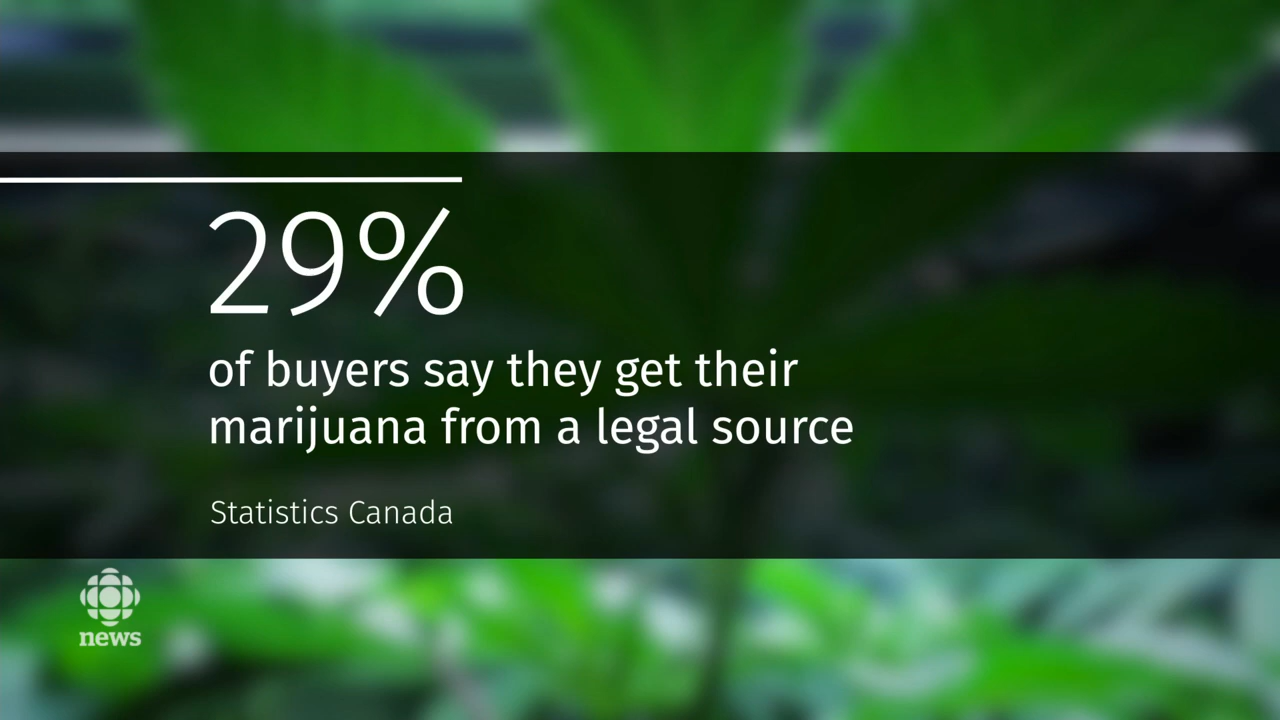 29%
of buyers say they get their
marijuana from a legal source
Statistics Canada
news